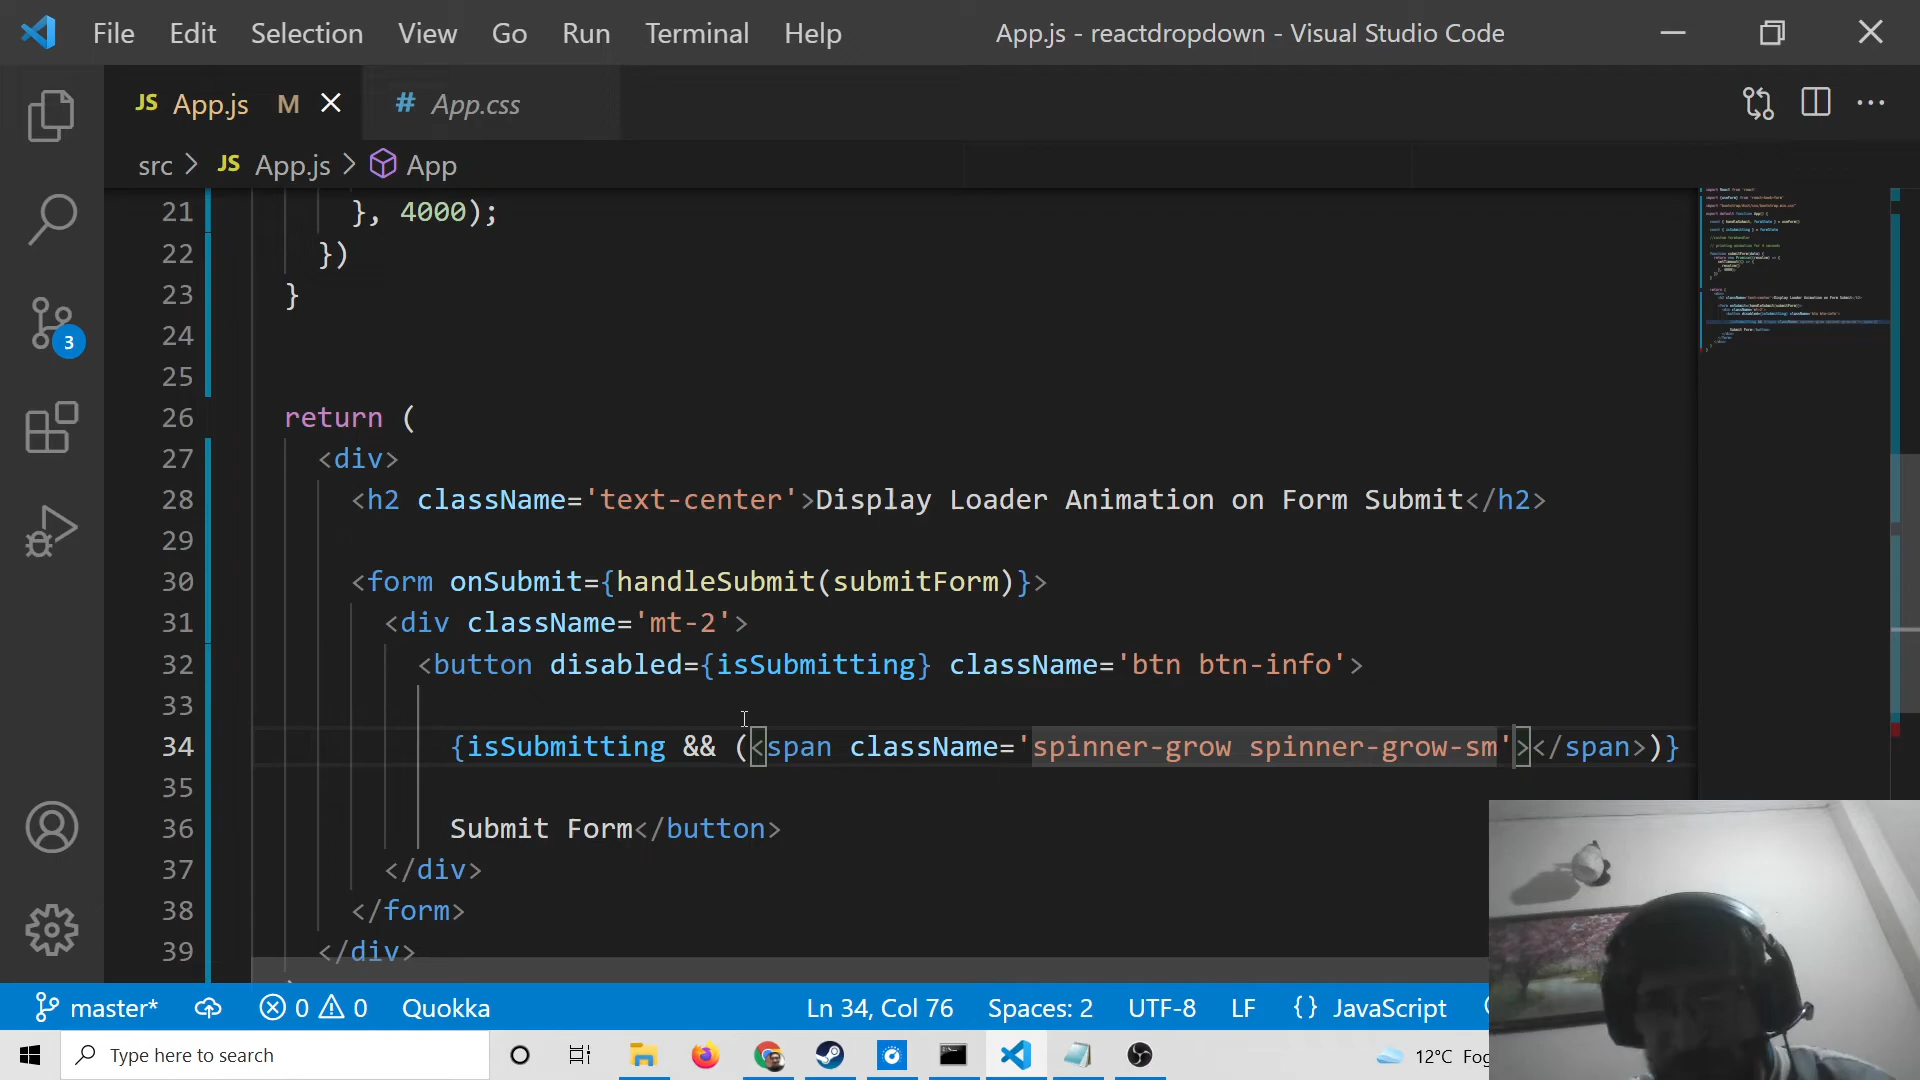 File Edit Selection View Go Run Terminal Help App.js - reactdropdown - Visual Studio Code
JS App.js M # App.css
src > JS App.js > App
21 }, 4000);
22 })
23 }
24
25
26 return (
27 <div>
28 <h2 className='text-center'>Display Loader Animation on Form Submit</h2>
29
30 <form onSubmit={handleSubmit(submitForm)}>
31 <div className='mt-2'>
32 <button disabled={isSubmitting} className='btn btn-info'>
33
34 {isSubmitting && (<span className='spinner-grow spinner-grow-sm'></span>)}
35
36 Submit Form</button>
37 </div>
38 </form>
39 </div>
3
master* 0 0 Quokka Ln 34, Col 76 Spaces: 2 UTF-8 LF {} JavaScript
Type here to search 12°C